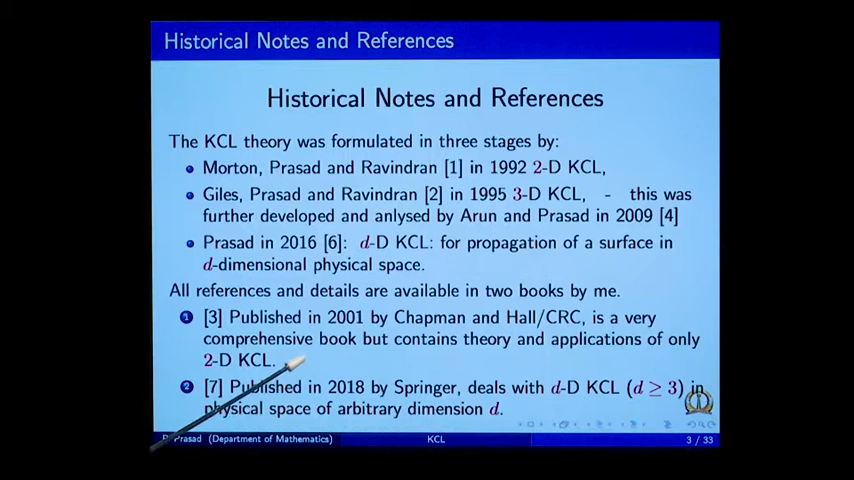 Historical Notes and References
Historical Notes and References
The KCL theory was formulated in three stages by:
Morton, Prasad and Ravindran [1] in 1992 2-D KCL,
Giles, Prasad and Ravindran [2] in 1995 3-D KCL, - this was
further developed and anlysed by Arun and Prasad in 2009 [4]
Prasad in 2016 [6]: d-D KCL: for propagation of a surface in
d-dimensional physical space.
All references and details are available in two books by me.
1 [3] Published in 2001 by Chapman and Hall/CRC, is a very
comprehensive book but contains theory and applications of only
2-D KCL.
2 [7] Published in 2018 by Springer, deals with d-D KCL (d ≥ 3) in
physical space of arbitrary dimension d.
Prasad (Department of Mathematics) KCL 3 / 33